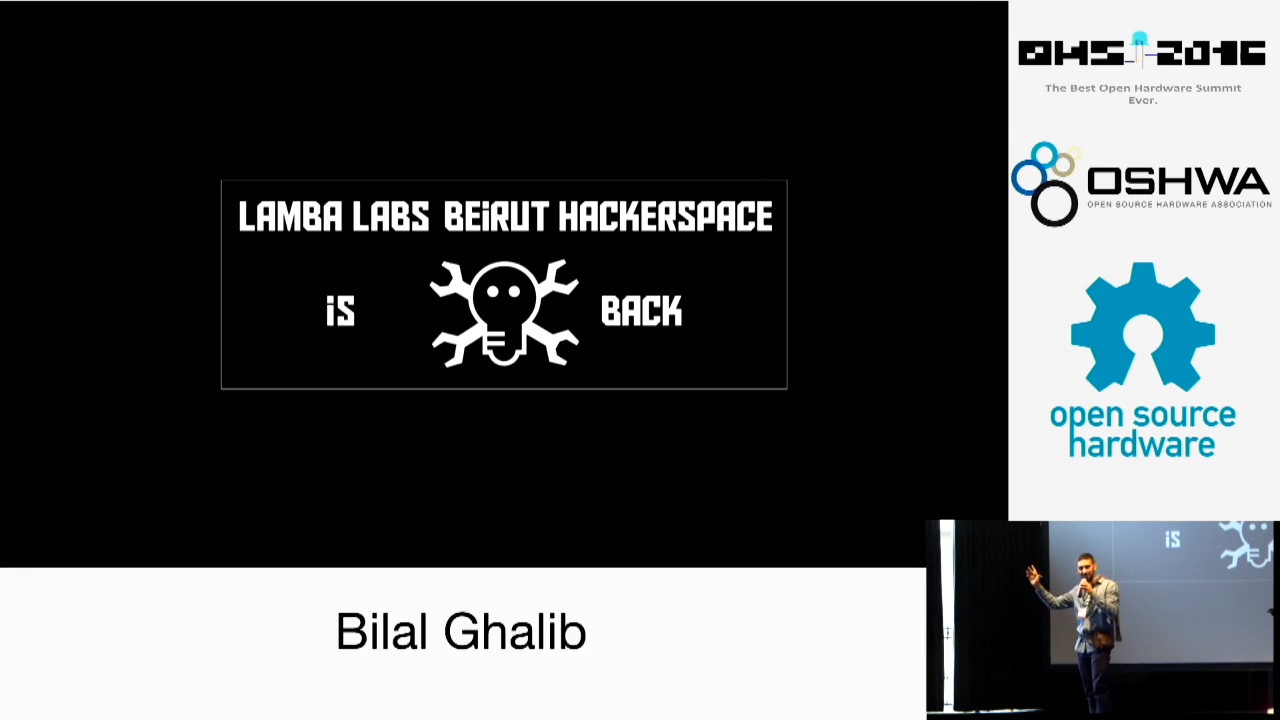 LAMBA LABS BEiRUT HACKERSPACE
iS BACK
Bilal Ghalib
OHS 2016
The Best Open Hardware Summit
Ever.
OSHWA
OPEN SOURCE HARDWARE ASSOCIATION
open source
hardware
iS